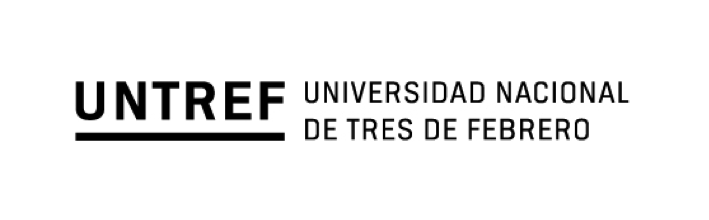 UNTREF
UNIVERSIDAD NACIONAL
DE TRES DE FEBRERO